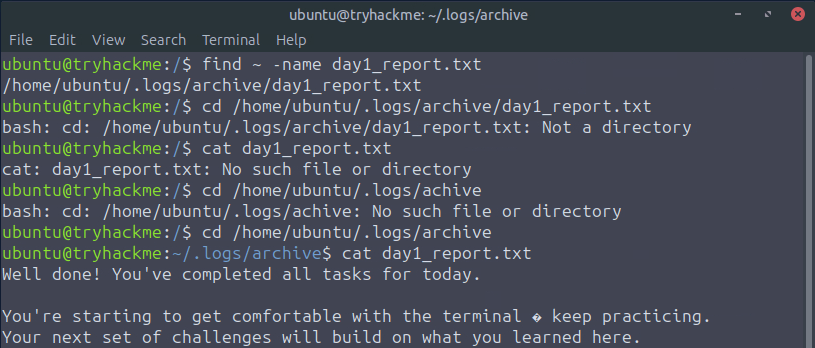 ubuntu@tryhackme: ~/.logs/archive
File Edit View Search Terminal Help
ubuntu@tryhackme:/$ find ~ -name day1_report.txt
/home/ubuntu/.logs/archive/day1_report.txt
ubuntu@tryhackme:/$ cd /home/ubuntu/.logs/archive/day1_report.txt
bash: cd: /home/ubuntu/.logs/archive/day1_report.txt: Not a directory
ubuntu@tryhackme:/$ cat day1_report.txt
cat: day1_report.txt: No such file or directory
ubuntu@tryhackme:/$ cd /home/ubuntu/.logs/achive
bash: cd: /home/ubuntu/.logs/achive: No such file or directory
ubuntu@tryhackme:/$ cd /home/ubuntu/.logs/archive
ubuntu@tryhackme:~/.logs/archive$ cat day1_report.txt
Well done! You've completed all tasks for today.
You're starting to get comfortable with the terminal � keep practicing.
Your next set of challenges will build on what you learned here.